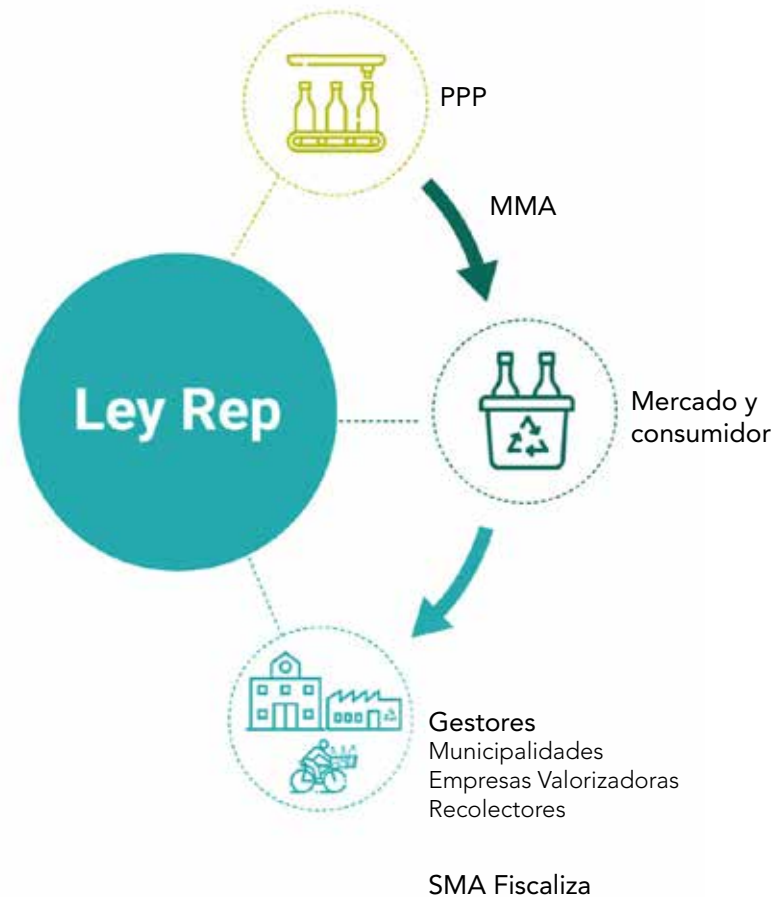 PPP
MMA
Ley Rep
Mercado y
consumidor
Gestores
Municipalidades
Empresas Valorizadoras
Recolectores
SMA Fiscaliza